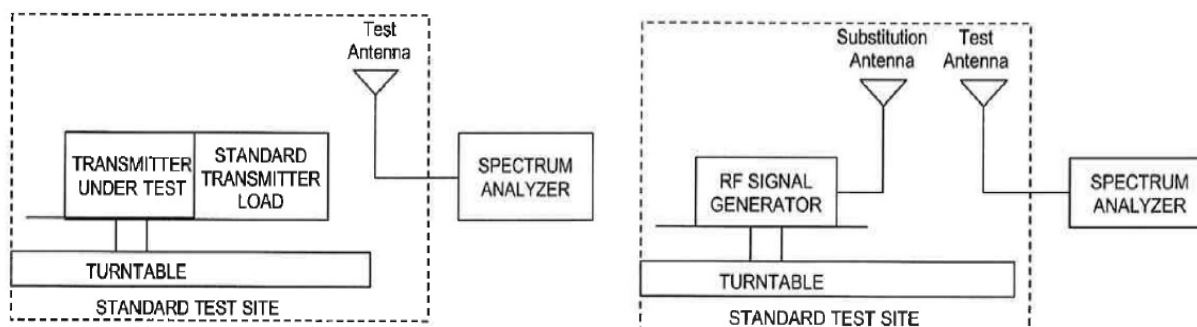 Test
Antenna
TRANSMITTER
UNDER TEST
STANDARD
TRANSMITTER
LOAD
SPECTRUM
ANALYZER
TURNTABLE
STANDARD TEST SITE
Substitution
Antenna
Test
Antenna
RF SIGNAL
GENERATOR
SPECTRUM
ANALYZER
TURNTABLE
STANDARD TEST SITE